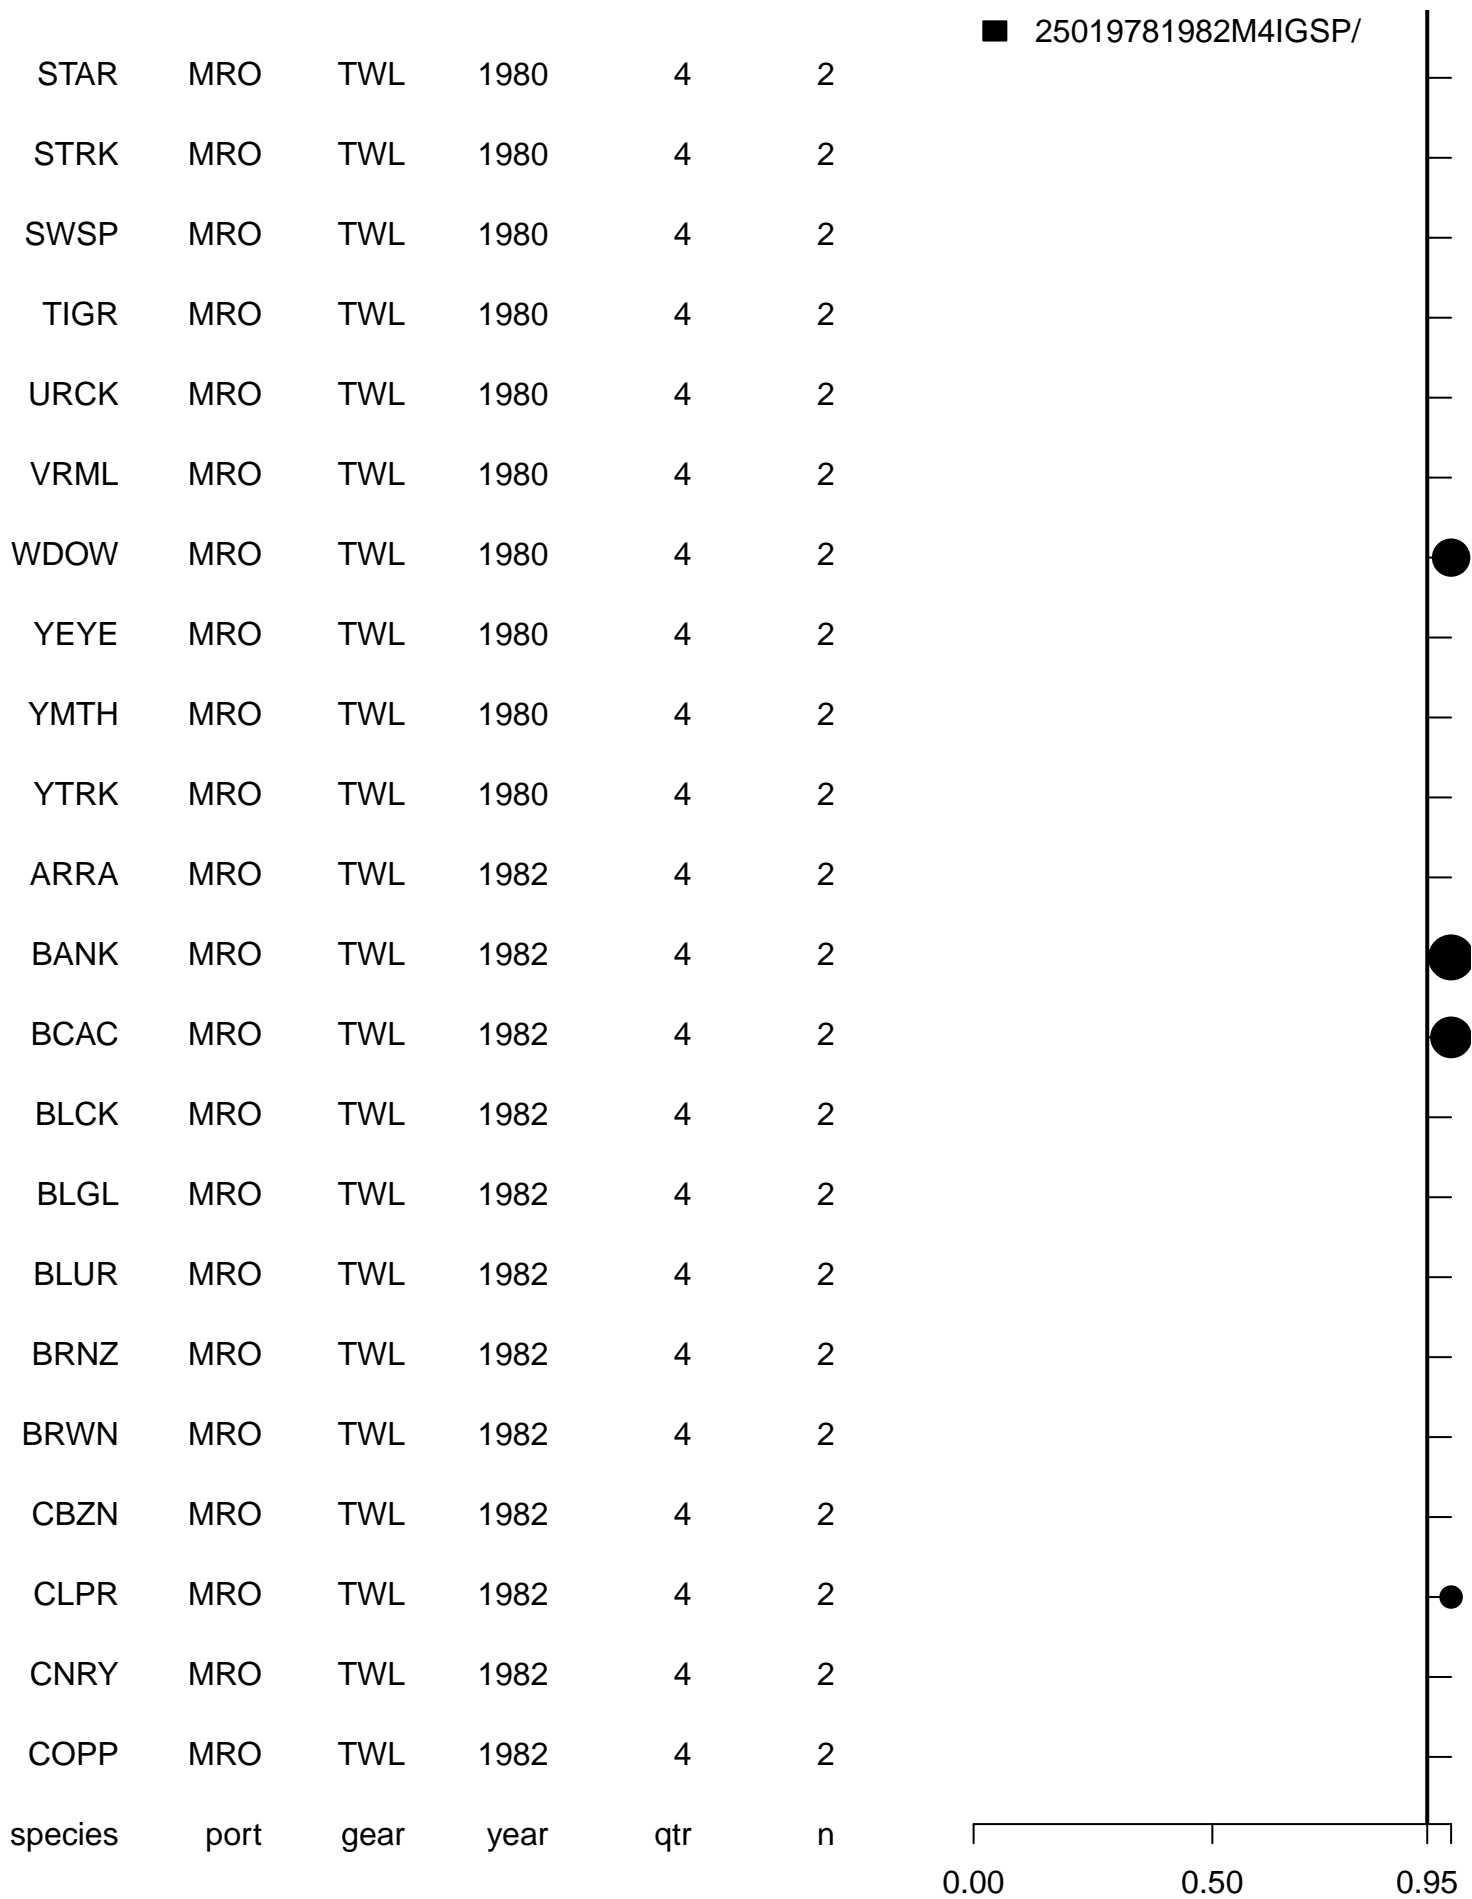 25019781982M4IGSP/
STAR MRO TWL 1980 4 2
STRK MRO TWL 1980 4 2
SWSP MRO TWL 1980 4 2
TIGR MRO TWL 1980 4 2
URCK MRO TWL 1980 4 2
VRML MRO TWL 1980 4 2
WDOW MRO TWL 1980 4 2
YEYE MRO TWL 1980 4 2
YMTH MRO TWL 1980 4 2
YTRK MRO TWL 1980 4 2
ARRA MRO TWL 1982 4 2
BANK MRO TWL 1982 4 2
BCAC MRO TWL 1982 4 2
BLCK MRO TWL 1982 4 2
BLGL MRO TWL 1982 4 2
BLUR MRO TWL 1982 4 2
BRNZ MRO TWL 1982 4 2
BRWN MRO TWL 1982 4 2
CBZN MRO TWL 1982 4 2
CLPR MRO TWL 1982 4 2
CNRY MRO TWL 1982 4 2
COPP MRO TWL 1982 4 2
species port gear year qtr n
0.00 0.50 0.95